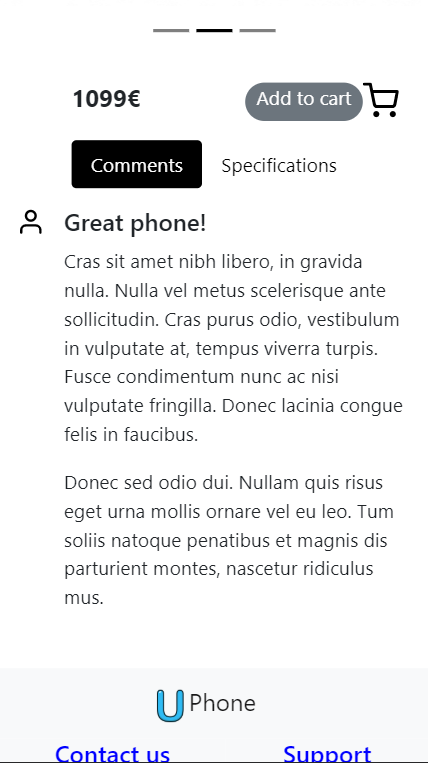 1099€ Add to cart
Comments Specifications
Great phone!
Cras sit amet nibh libero, in gravida
nulla. Nulla vel metus scelerisque ante
sollicitudin. Cras purus odio, vestibulum
in vulputate at, tempus viverra turpis.
Fusce condimentum nunc ac nisi
vulputate fringilla. Donec lacinia congue
felis in faucibus.
Donec sed odio dui. Nullam quis risus
eget urna mollis ornare vel eu leo. Tum
soliis natoque penatibus et magnis dis
parturient montes, nascetur ridiculus
mus.
U Phone
Contact us Support